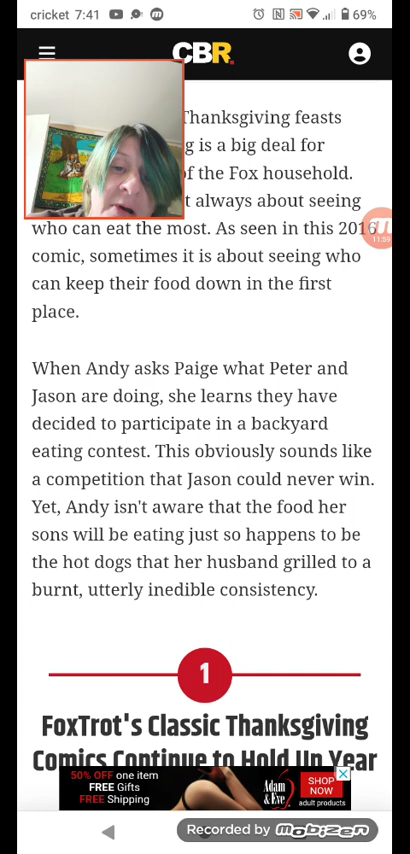 cricket 7:41
69%
CBR.
Thanksgiving feasts
g is a big deal for
of the Fox household.
t always about seeing
who can eat the most. As seen in this 2016
comic, sometimes it is about seeing who
can keep their food down in the first
place.
11:59
When Andy asks Paige what Peter and
Jason are doing, she learns they have
decided to participate in a backyard
eating contest. This obviously sounds like
a competition that Jason could never win.
Yet, Andy isn't aware that the food her
sons will be eating just so happens to be
the hot dogs that her husband grilled to a
burnt, utterly inedible consistency.
1
FoxTrot's Classic Thanksgiving
Comics Continue to Hold Up Year
50% OFF one item
FREE Gifts
FREE Shipping
Adam
& Eve
SHOP
NOW
adult products
Recorded by mobizen